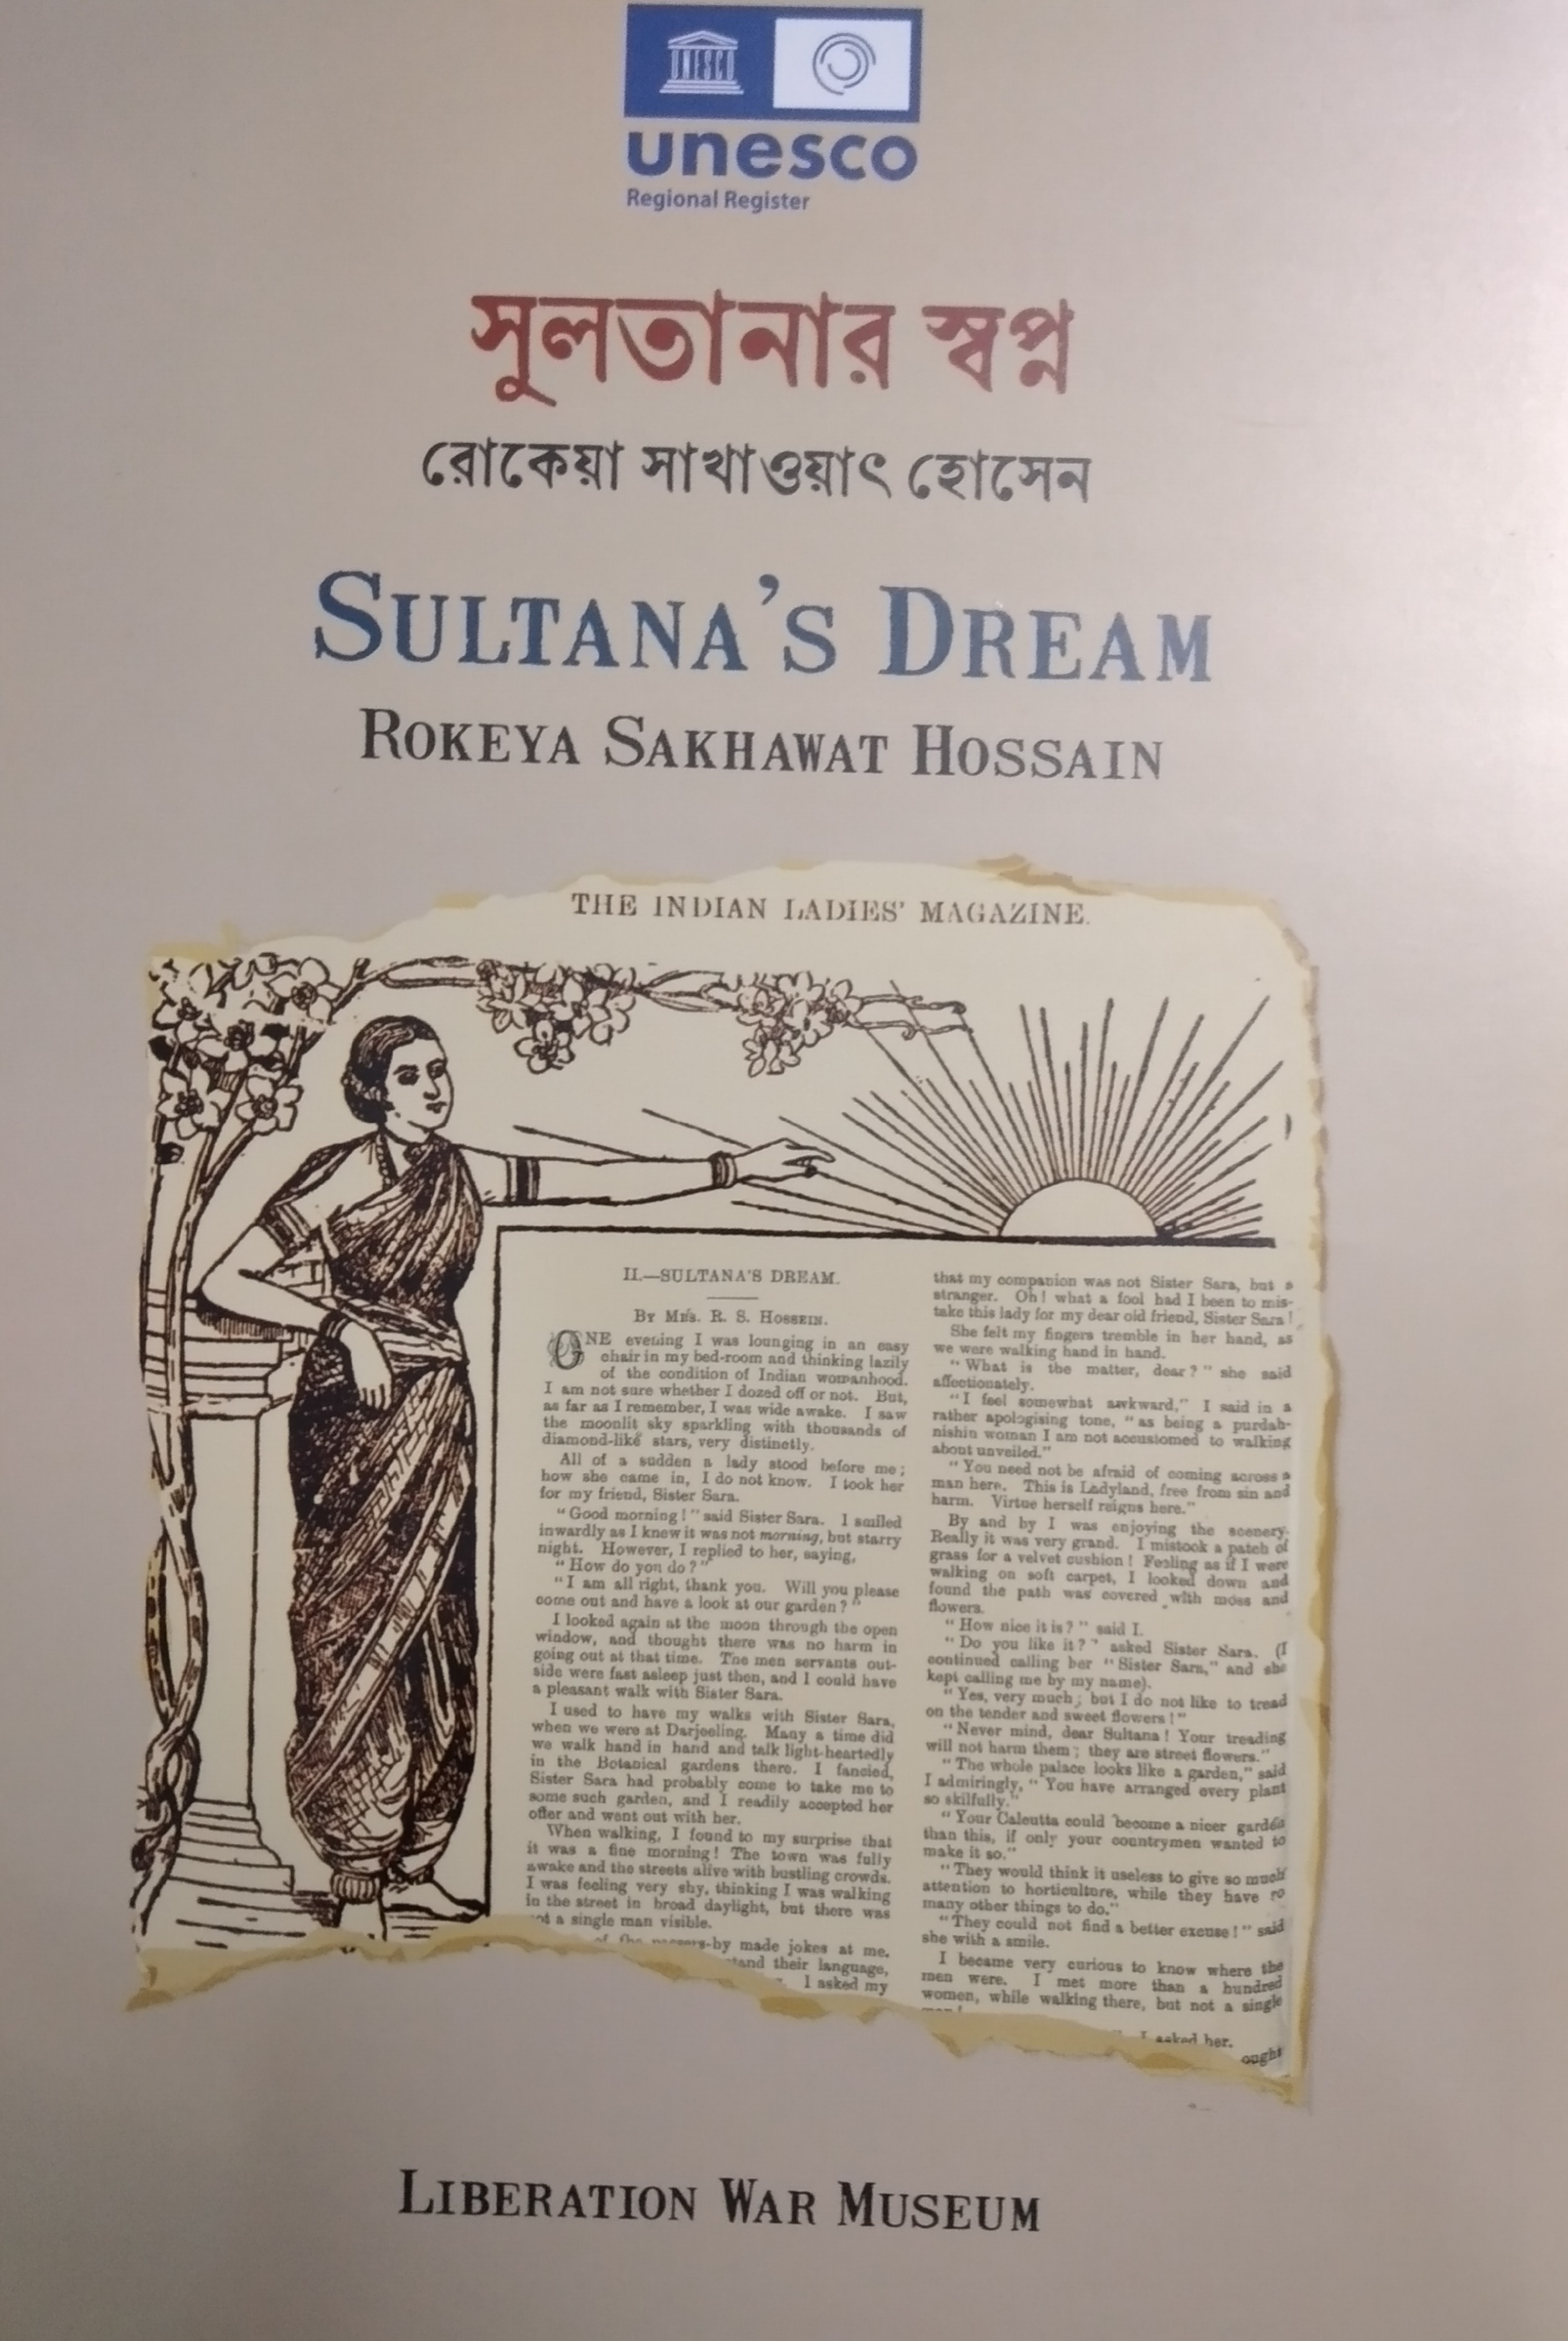 UNESCO
unesco
Regional Register
সুলতানার স্বপ্ন
রোকেয়া সাখাওয়াৎ হোসেন
SULTANA'S DREAM
ROKEYA SAKHAWAT HOSSAIN
THE INDIAN LADIES' MAGAZINE.
II.—SULTANA'S DREAM.
BY MRS. R. S. HOSSEIN.
ONE evening I was lounging in an easy
chair in my bed-room and thinking lazily
of the condition of Indian womanhood.
I am not sure whether I dozed off or not. But,
as far as I remember, I was wide awake. I saw
the moonlit sky sparkling with thousands of
diamond-like stars, very distinctly.
All of a sudden a lady stood before me;
how she came in, I do not know. I took her
for my friend, Sister Sara.
"Good morning!" said Sister Sara. I smiled
inwardly as I knew it was not morning, but starry
night. However, I replied to her, saying,
"How do you do?"
"I am all right, thank you. Will you please
come out and have a look at our garden?"
I looked again at the moon through the open
window, and thought there was no harm in
going out at that time. The men servants out-
side were fast asleep just then, and I could have
a pleasant walk with Sister Sara.
I used to have my walks with Sister Sara,
when we were at Darjeeling. Many a time did
we walk hand in hand and talk light-heartedly
in the Botanical gardens there. I fancied,
Sister Sara had probably come to take me to
some such garden, and I readily accepted her
offer and went out with her.
When walking, I found to my surprise that
it was a fine morning! The town was fully
awake and the streets alive with bustling crowds.
I was feeling very shy, thinking I was walking
in the street in broad daylight, but there was
not a single man visible.
of the passers-by made jokes at me.
stand their language,
I asked my
that my companion was not Sister Sara, but a
stranger. Oh! what a fool had I been to mis-
take this lady for my dear old friend, Sister Sara!
She felt my fingers tremble in her hand, as
we were walking hand in hand.
"What is the matter, dear?" she said
affectionately.
"I feel somewhat awkward," I said in a
rather apologising tone, "as being a purdah-
nishin woman I am not accustomed to walking
about unveiled."
"You need not be afraid of coming across a
man here. This is Ladyland, free from sin and
harm. Virtue herself reigns here."
By and by I was enjoying the scenery.
Really it was very grand. I mistook a patch of
grass for a velvet cushion! Feeling as if I were
walking on soft carpet, I looked down and
found the path was covered with moss and
flowers.
"How nice it is?" said I.
"Do you like it?" asked Sister Sara. (I
continued calling her "Sister Sara," and she
kept calling me by my name).
"Yes, very much; but I do not like to tread
on the tender and sweet flowers!"
"Never mind, dear Sultana! Your treading
will not harm them; they are street flowers."
"The whole palace looks like a garden," said
I admiringly, "You have arranged every plant
so skilfully."
"Your Calcutta could become a nicer garden
than this, if only your countrymen wanted to
make it so."
"They would think it useless to give so much
attention to horticulture, while they have so
many other things to do."
"They could not find a better excuse!" said
she with a smile.
I became very curious to know where the
men were. I met more than a hundred
women, while walking there, but not a single
I asked her.
ought
LIBERATION WAR MUSEUM